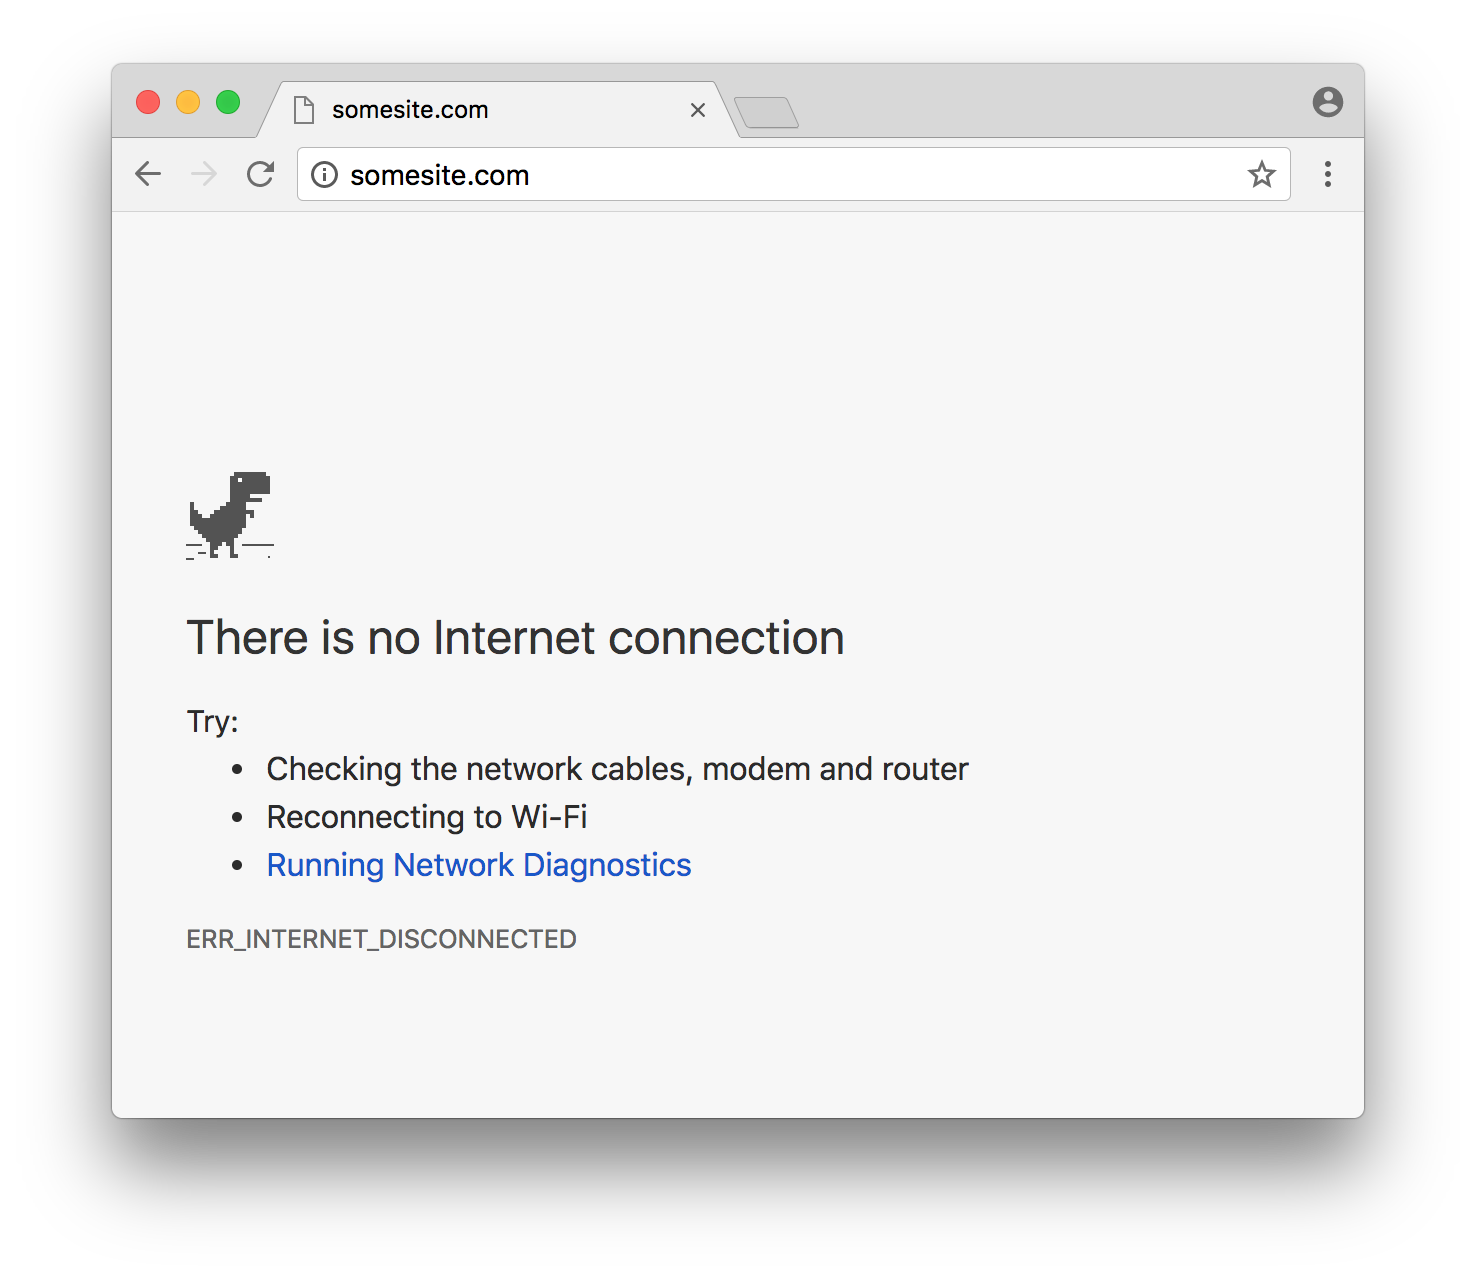 somesite.com
somesite.com
There is no Internet connection
Try:
Checking the network cables, modem and router
Reconnecting to Wi-Fi
Running Network Diagnostics
ERR_INTERNET_DISCONNECTED